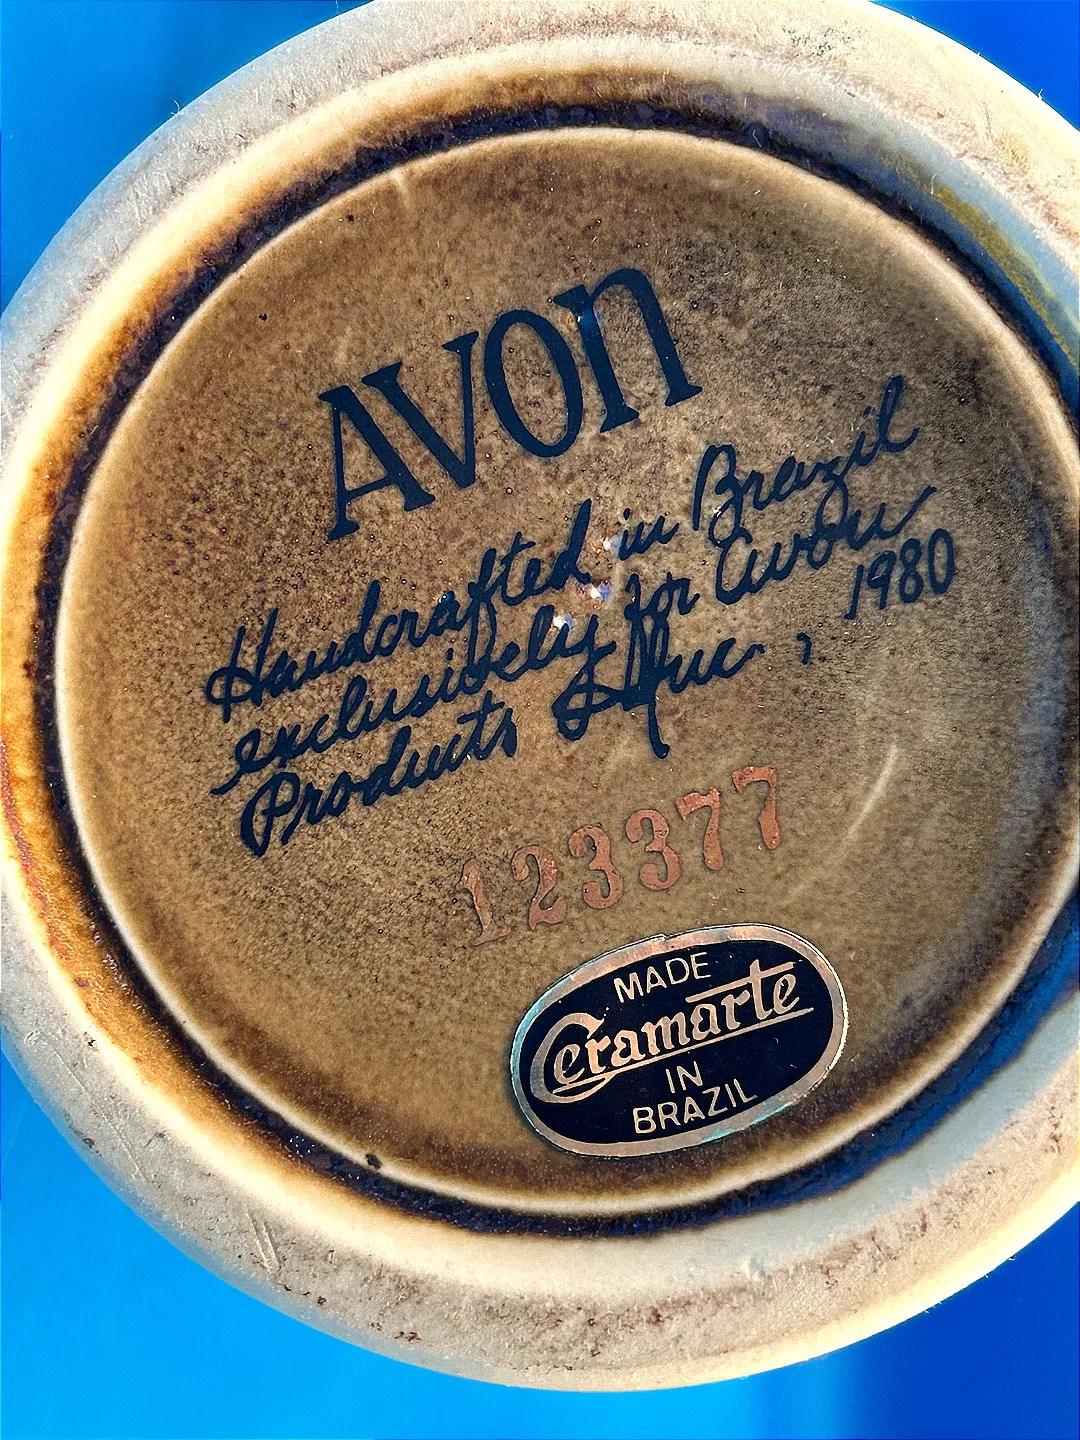 AVON
Handcrafted in Brazil
exclusively for Avon
Products Inc., 1980
123377
MADE
Ceramarte
IN
BRAZIL